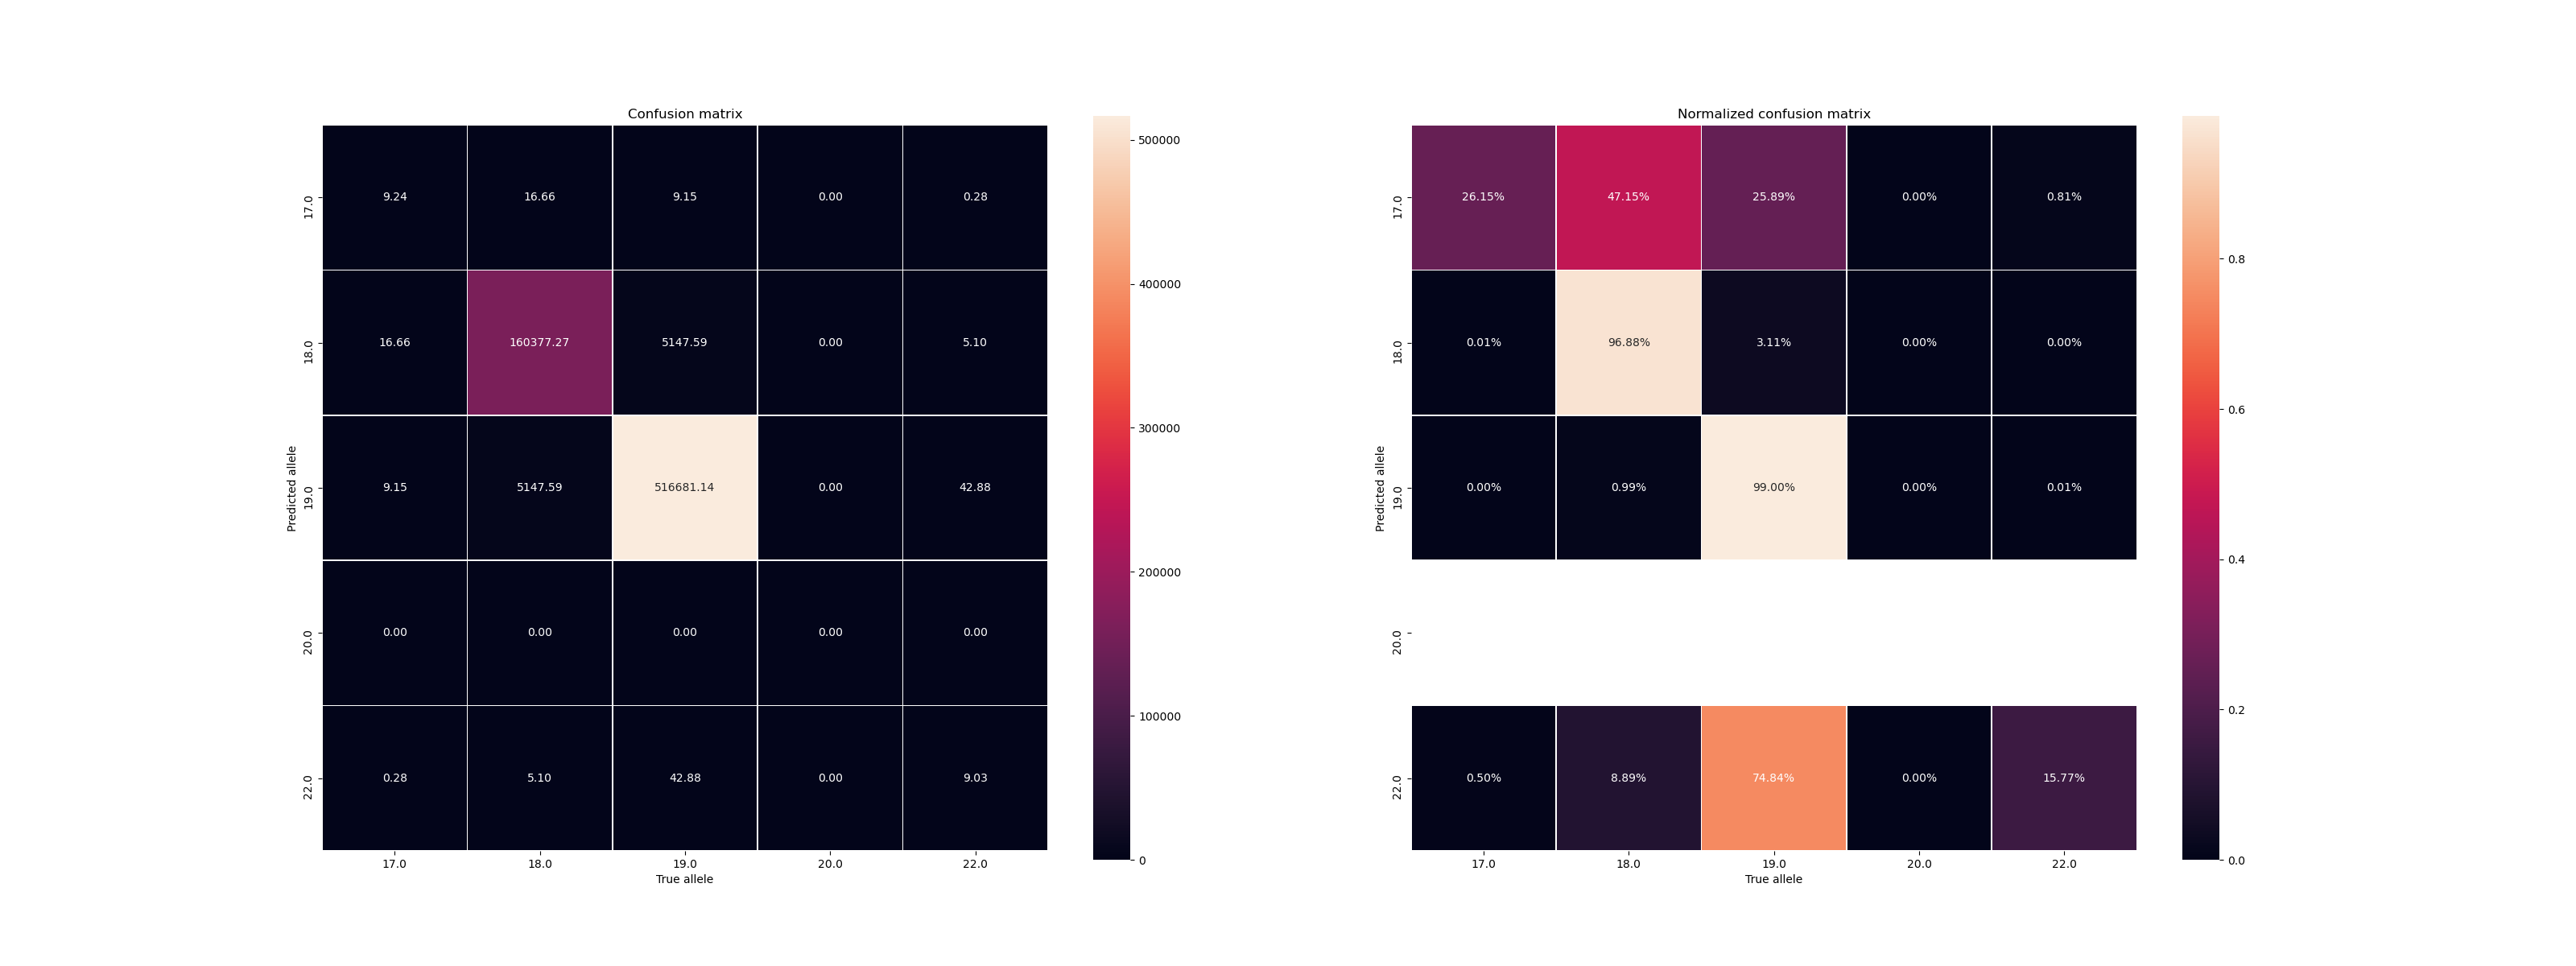 Confusion matrix
Predicted allele
17.0 9.24 16.66 9.15 0.00 0.28
18.0 16.66 160377.27 5147.59 0.00 5.10
19.0 9.15 5147.59 516681.14 0.00 42.88
20.0 0.00 0.00 0.00 0.00 0.00
22.0 0.28 5.10 42.88 0.00 9.03
17.0 18.0 19.0 20.0 22.0
True allele
500000
400000
300000
200000
100000
0
Normalized confusion matrix
Predicted allele
17.0 26.15% 47.15% 25.89% 0.00% 0.81%
18.0 0.01% 96.88% 3.11% 0.00% 0.00%
19.0 0.00% 0.99% 99.00% 0.00% 0.01%
20.0
22.0 0.50% 8.89% 74.84% 0.00% 15.77%
17.0 18.0 19.0 20.0 22.0
True allele
0.8
0.6
0.4
0.2
0.0